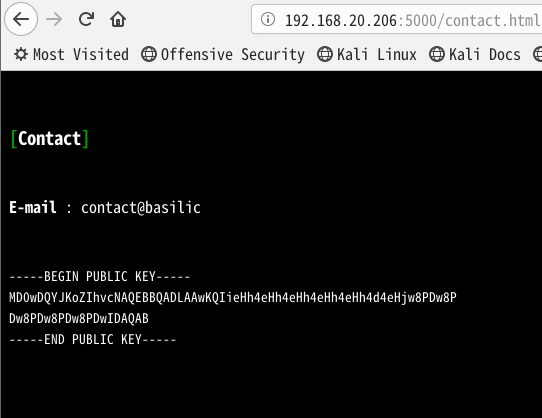 192.168.20.206:5000/contact.html
Most Visited Offensive Security Kali Linux Kali Docs
[Contact]
E-mail : contact@basilic
-----BEGIN PUBLIC KEY-----
MDOwDQYJKoZIhvcNAQEBBQADLAAwKQIieHh4eHh4eHh4eHh4eHh4d4eHjw8PDw8P
Dw8PDw8PDw8PDwIDAQAB
-----END PUBLIC KEY-----